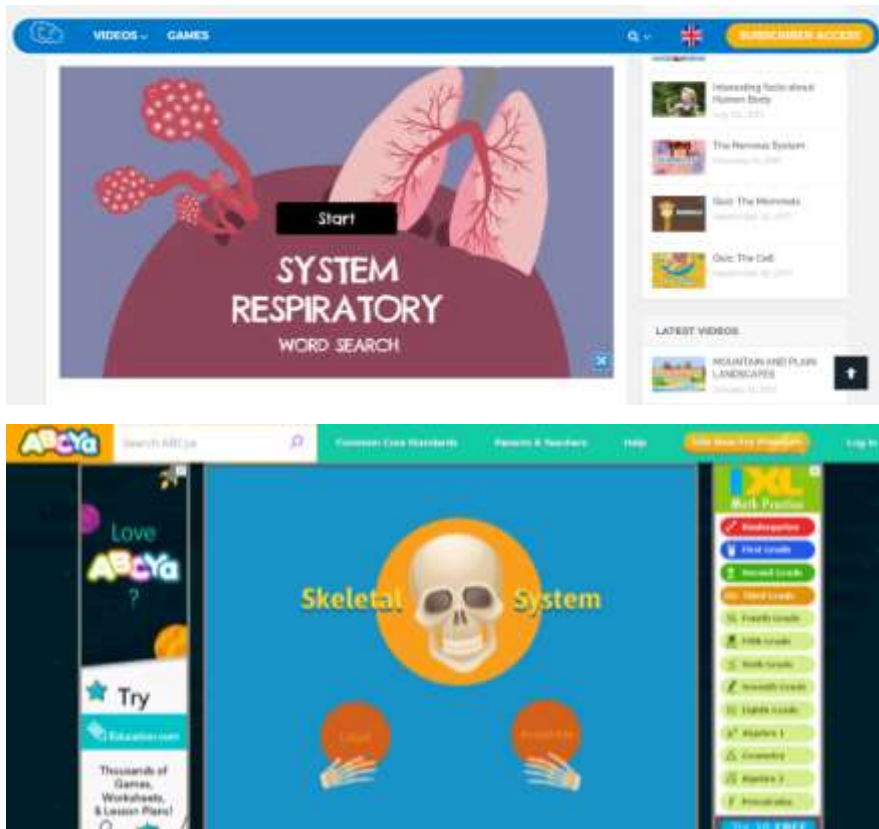 VIDEOS
GAMES
SUBSCRIBER ACCESS
Start
SYSTEM
RESPIRATORY
WORD SEARCH
Interesting facts about
Human Body
The Nervous System
Quiz: The Mammals
Quiz: The Cell
LATEST VIDEOS
MOUNTAIN AND PLAIN
LANDSCAPES
ABCYa
Search ABCya
Common Core Standards
Parents & Teachers
Help
Log In
Love
ABCYa
?
Try
Education.com
Thousands of
Games,
Worksheets,
& Lesson Plans!
Skeletal System
IXL
Math Practice
Kindergarten
First Grade
Second Grade
Third Grade
Fourth Grade
Fifth Grade
Sixth Grade
Seventh Grade
Eighth Grade
Algebra 1
Geometry
Algebra 2
Precalculus